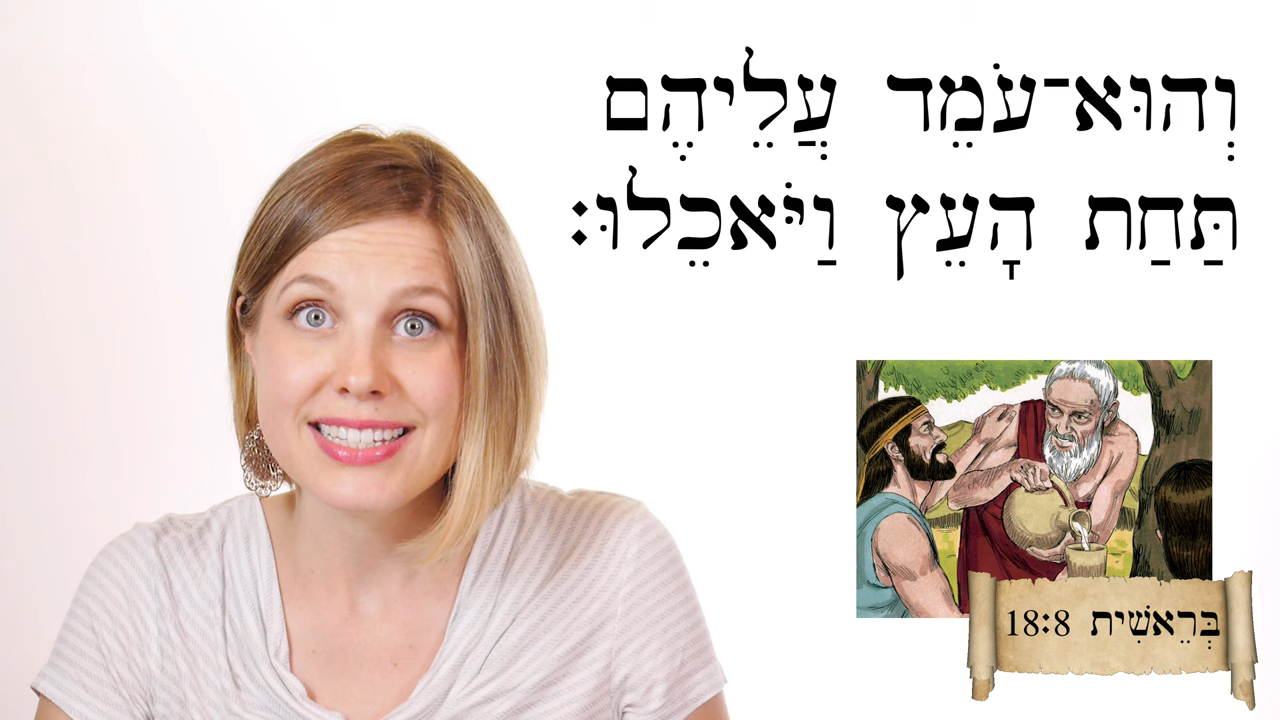 וְהוּא־עֹמֵד עֲלֵיהֶם
תַּחַת הָעֵץ וַיֹּאכֵלוּ׃
בְּרֵאשִׁית 18:8